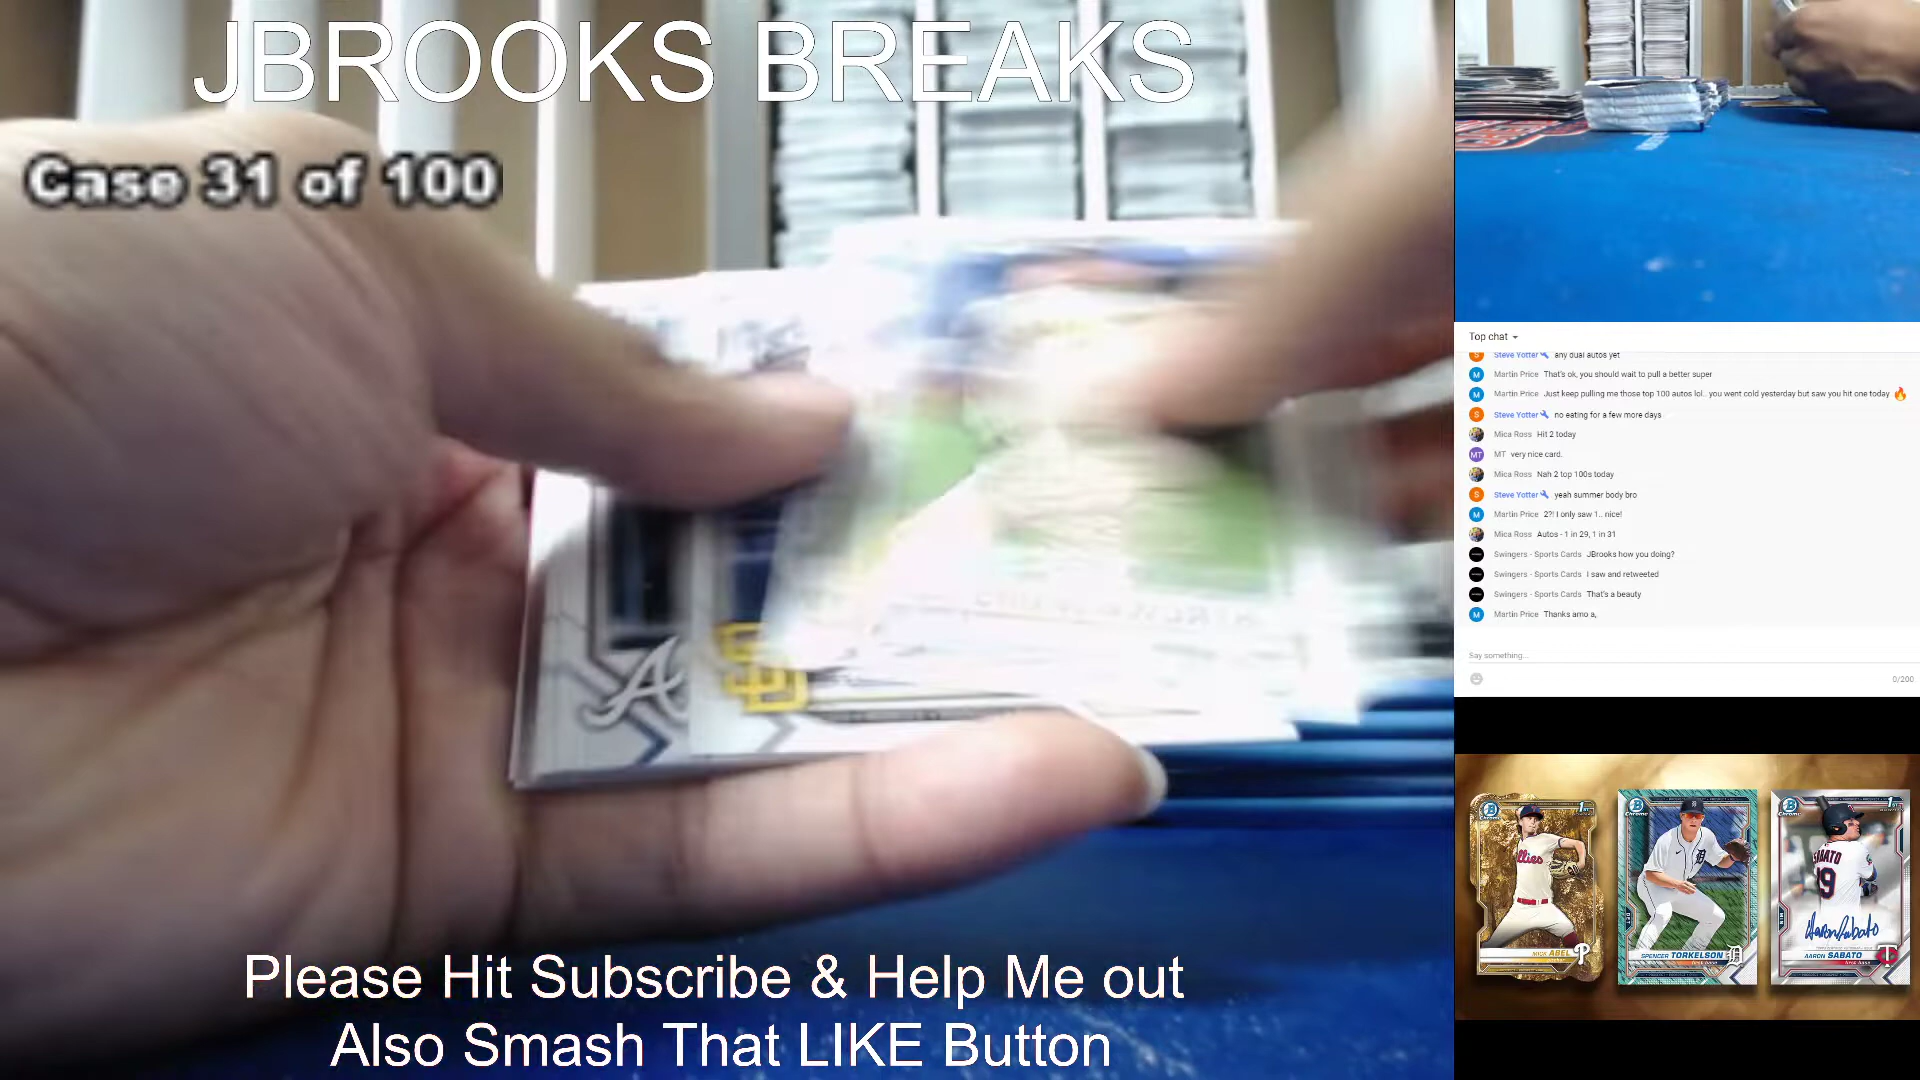 JBROOKS BREAKS
Case 31 of 100
Please Hit Subscribe & Help Me out
Also Smash That LIKE Button
Top chat
Steve Yotter any dual autos yet
Martin Price That's ok, you should wait to pull a better super
Martin Price Just keep pulling me those top 100 autos lol.. you went cold yesterday but saw you hit one today
Steve Yotter no eating for a few more days
Mica Ross Hit 2 today
MT MT very nice card.
Mica Ross Nah 2 top 100s today
Steve Yotter yeah summer body bro
Martin Price 2?! I only saw 1.. nice!
Mica Ross Autos - 1 in 29, 1 in 31
Swingers - Sports Cards JBrooks how you doing?
Swingers - Sports Cards I saw and retweeted
Swingers - Sports Cards That's a beauty
Martin Price Thanks amo a,
Say something...
0/200
MICK ABEL
SPENCER TORKELSON
AARON SABATO